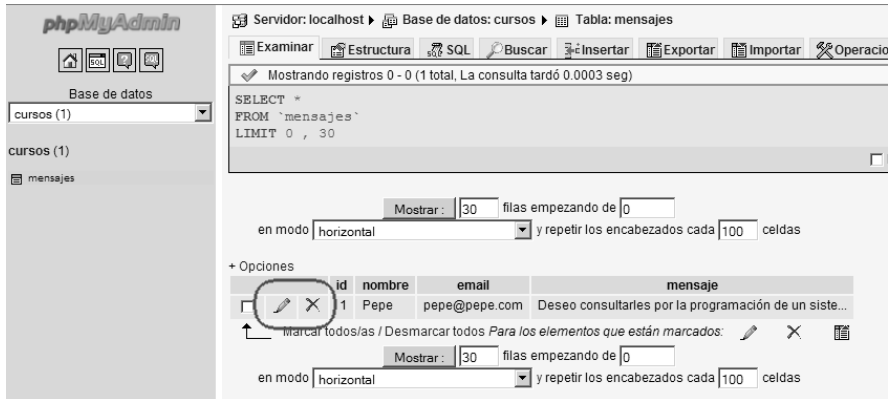 phpMyAdmin
Base de datos
cursos (1)
cursos (1)
mensajes
Servidor: localhost Base de datos: cursos Tabla: mensajes
Examinar Estructura SQL Buscar Insertar Exportar Importar Operacio
Mostrando registros 0 - 0 (1 total, La consulta tardó 0.0003 seg)
SELECT *
FROM `mensajes`
LIMIT 0 , 30
Mostrar : 30 filas empezando de 0
en modo horizontal y repetir los encabezados cada 100 celdas
+ Opciones
id nombre email mensaje
1 Pepe pepe@pepe.com Deseo consultarles por la programación de un siste...
Marcar todos/as / Desmarcar todos Para los elementos que están marcados:
Mostrar : 30 filas empezando de 0
en modo horizontal y repetir los encabezados cada 100 celdas